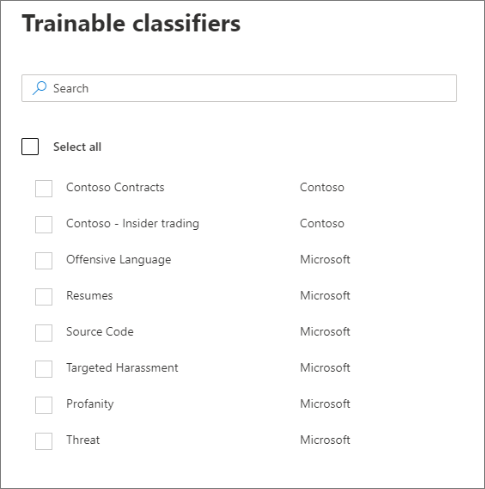 Trainable classifiers
Search
Select all
Contoso Contracts Contoso
Contoso - Insider trading Contoso
Offensive Language Microsoft
Resumes Microsoft
Source Code Microsoft
Targeted Harassment Microsoft
Profanity Microsoft
Threat Microsoft